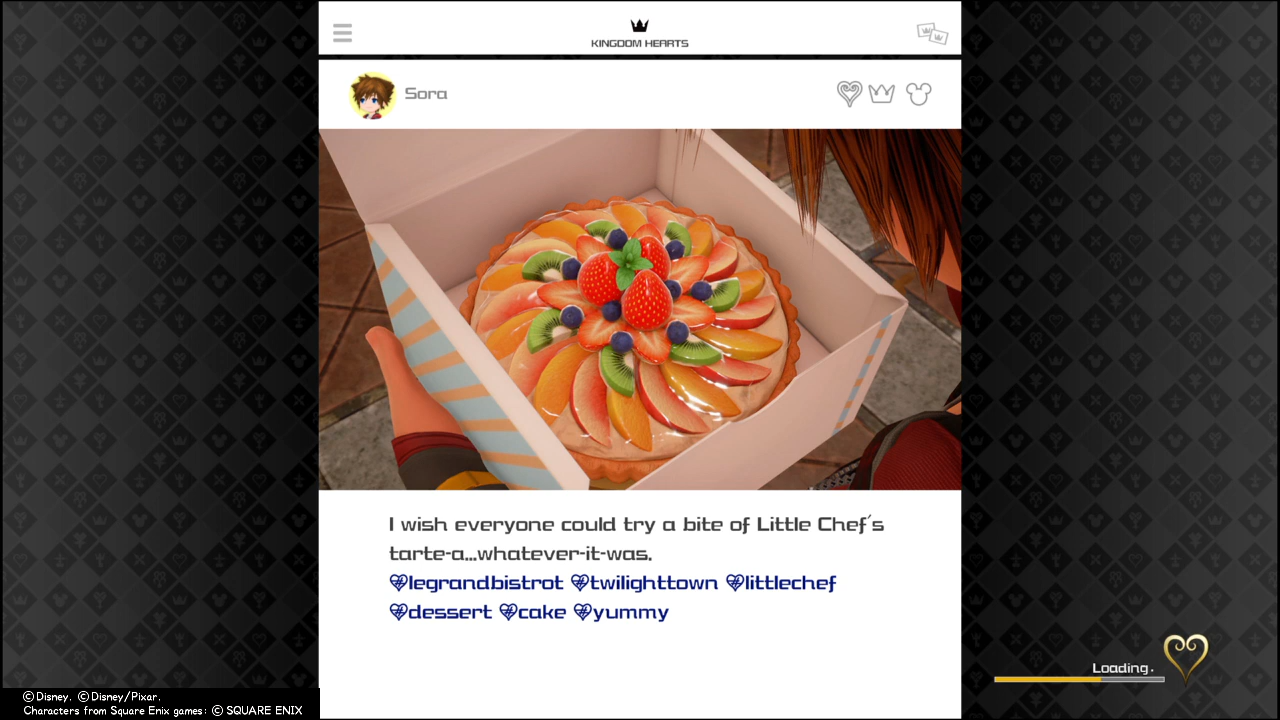 KINGDOM HEARTS
Sora
I wish everyone could try a bite of Little Chef's
tarte-a...whatever-it-was.
#legrandbistrot #twilighttown #littlechef
#dessert #cake #yummy
Loading.
©Disney. ©Disney/Pixar.
Characters from Square Enix games: © SQUARE ENIX